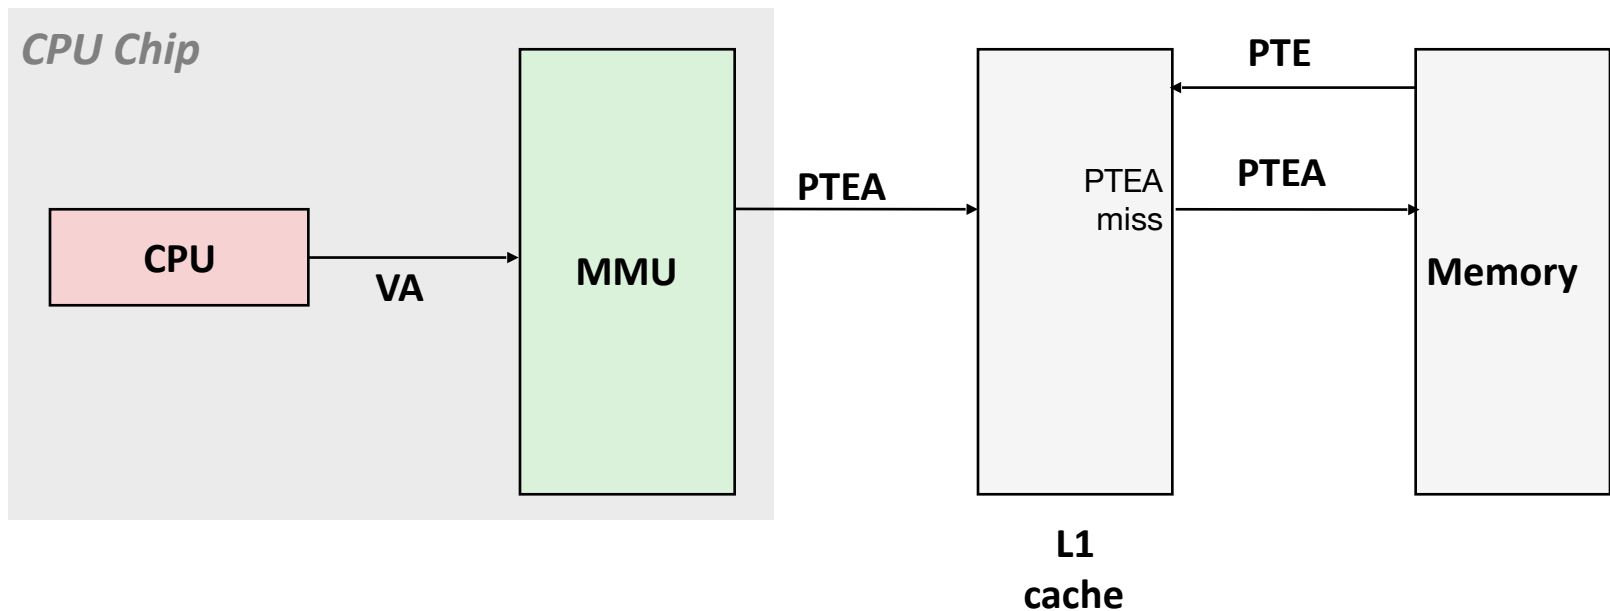 CPU Chip
PTE
PTEA
PTEA
PTEA
miss
CPU
VA
MMU
Memory
L1
cache